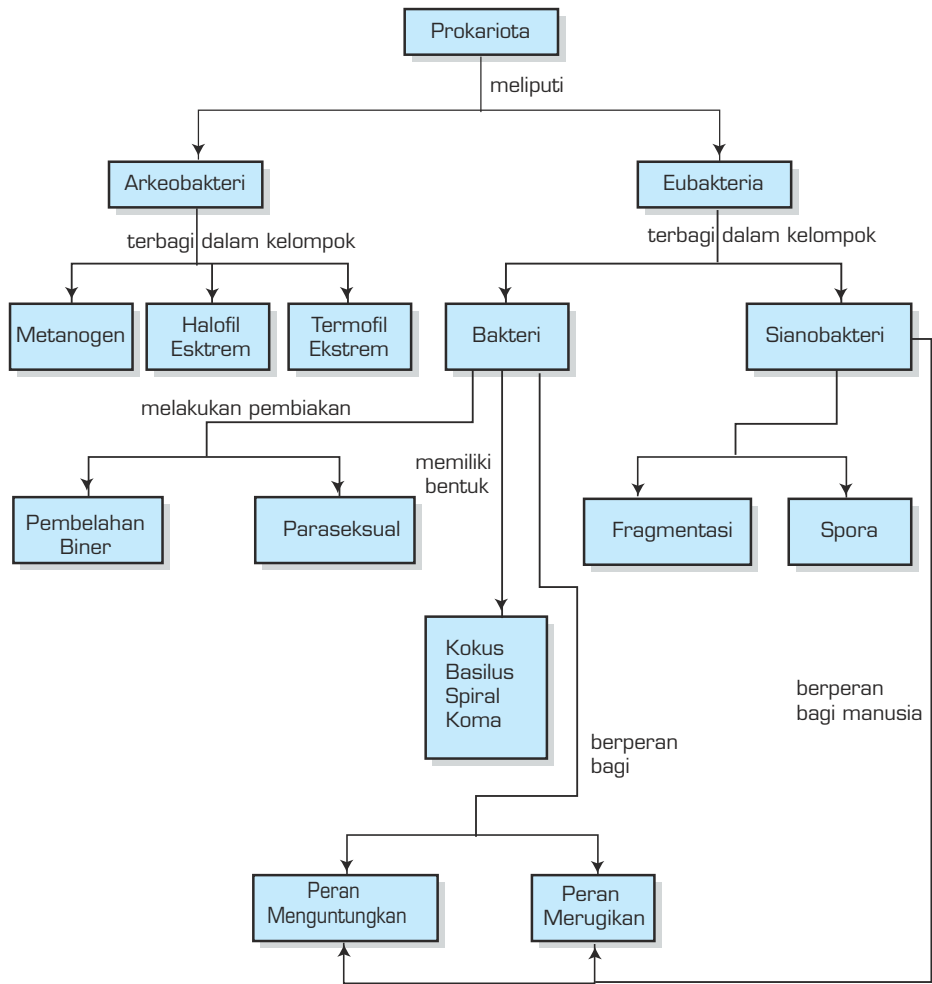 Prokariota
meliputi
Arkeobakteri
Eubakteria
terbagi dalam kelompok
terbagi dalam kelompok
Metanogen
Halofil
Esktrem
Termofil
Ekstrem
Bakteri
Sianobakteri
melakukan pembiakan
memiliki
bentuk
Pembelahan
Biner
Paraseksual
Fragmentasi
Spora
Kokus
Basilus
Spiral
Koma
berperan
bagi manusia
berperan
bagi
Peran
Menguntungkan
Peran
Merugikan